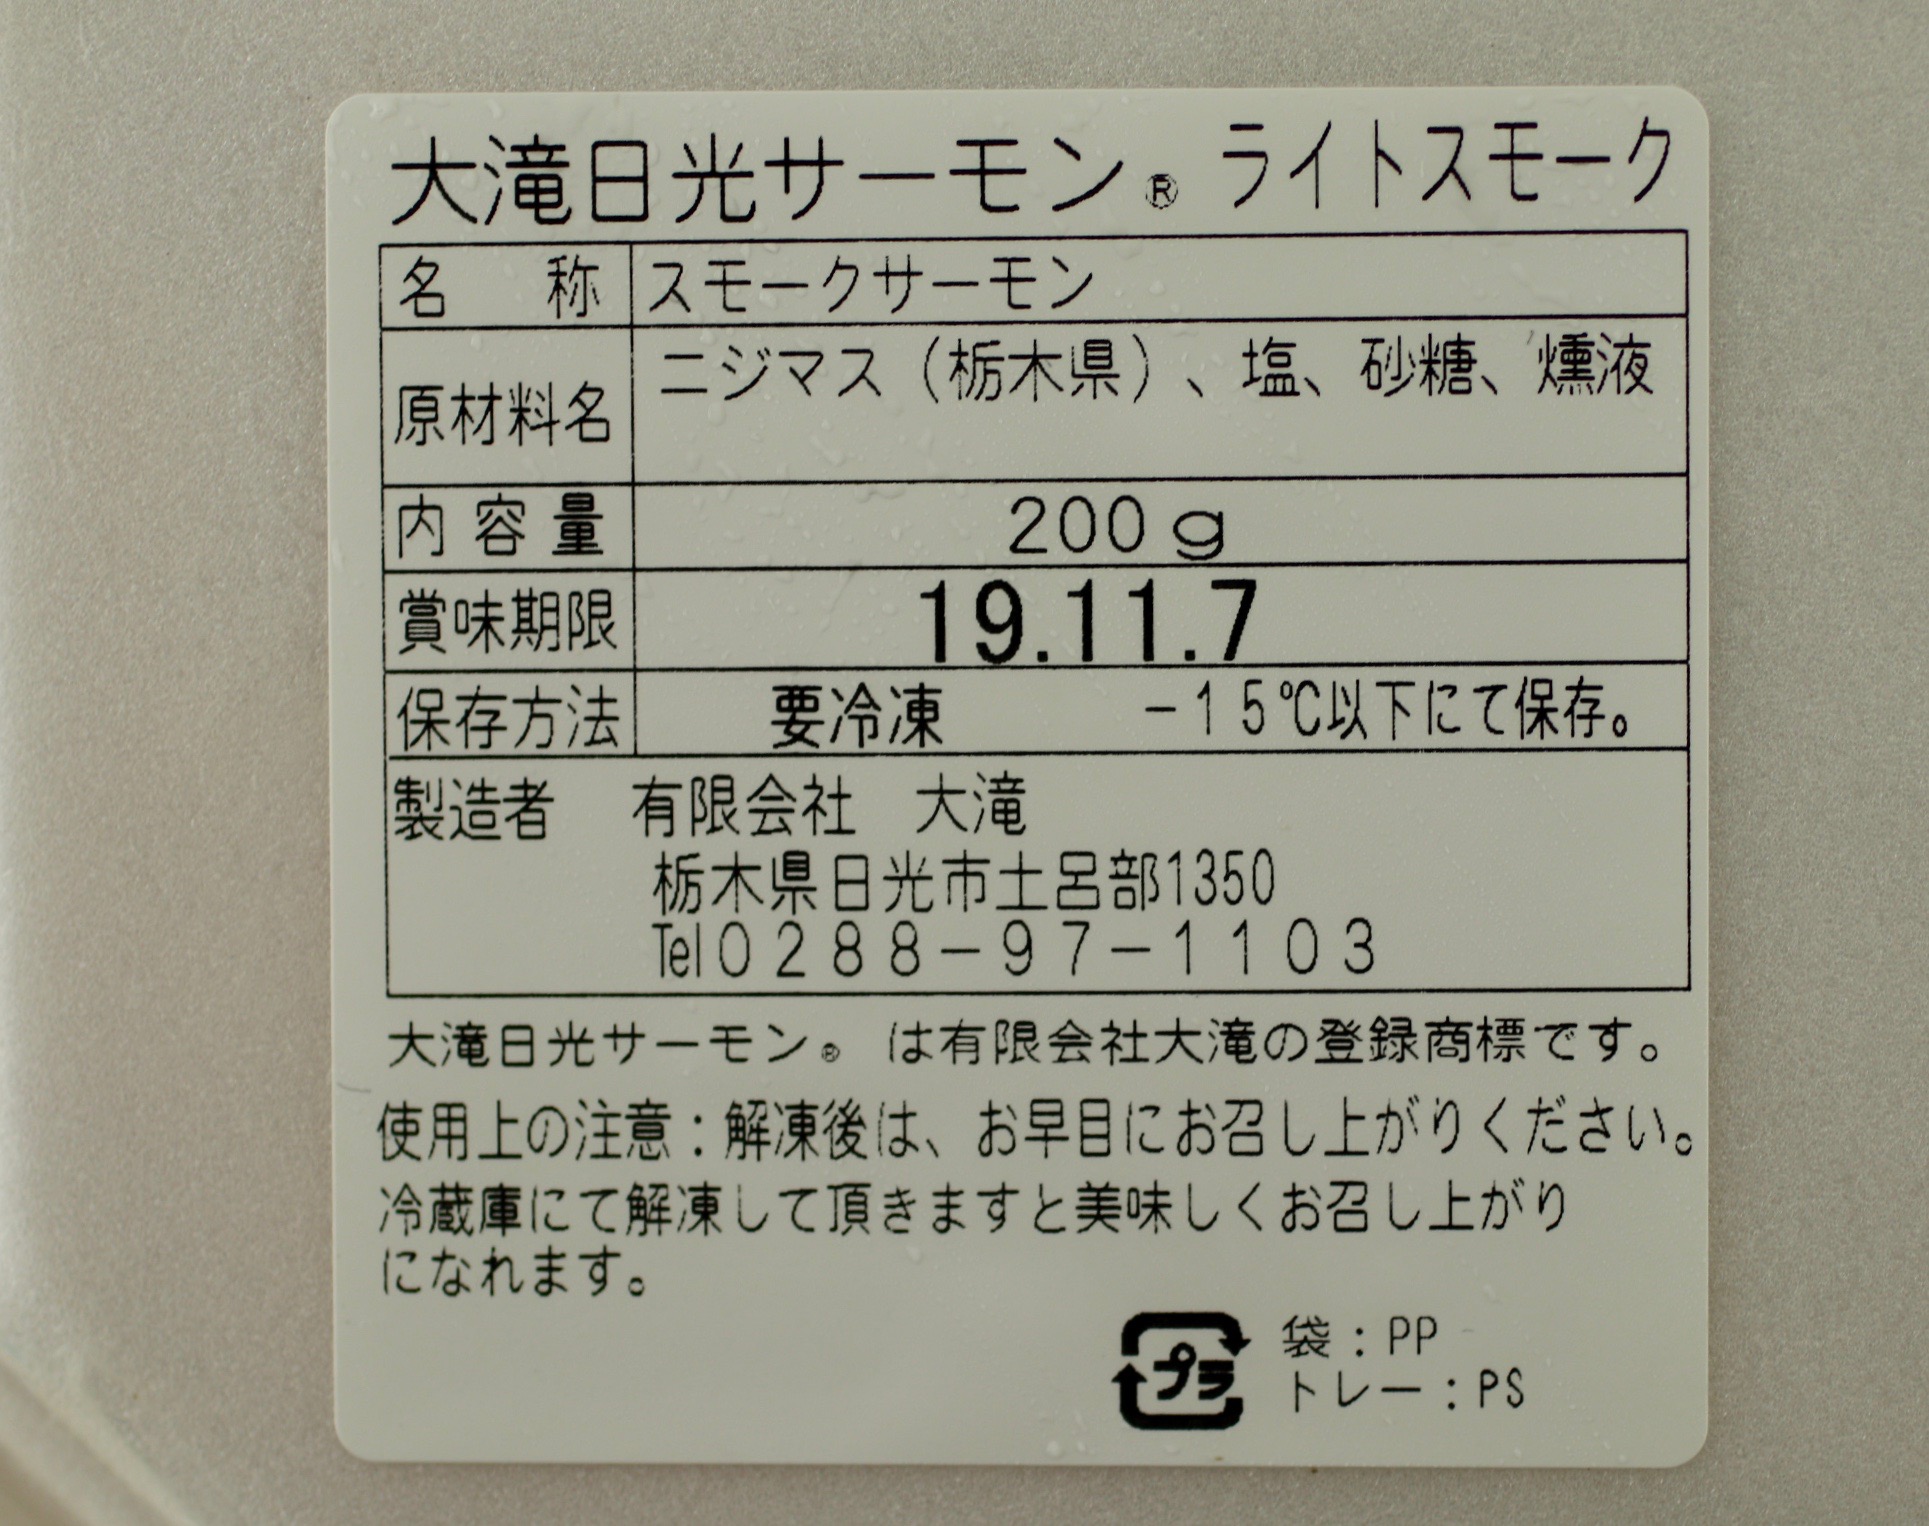 大滝日光サーモン® ライトスモーク
名　称 スモークサーモン
原材料名 ニジマス（栃木県）、塩、砂糖、燻液
内容量 200g
賞味期限 19.11.7
保存方法 要冷凍 －15℃以下にて保存。
製造者 有限会社 大滝
栃木県日光市土呂部1350
Tel0288－97－1103
大滝日光サーモン® は有限会社大滝の登録商標です。
使用上の注意：解凍後は、お早目にお召し上がりください。
冷蔵庫にて解凍して頂きますと美味しくお召し上がり
になれます。
プラ
袋：PP
トレー：PS